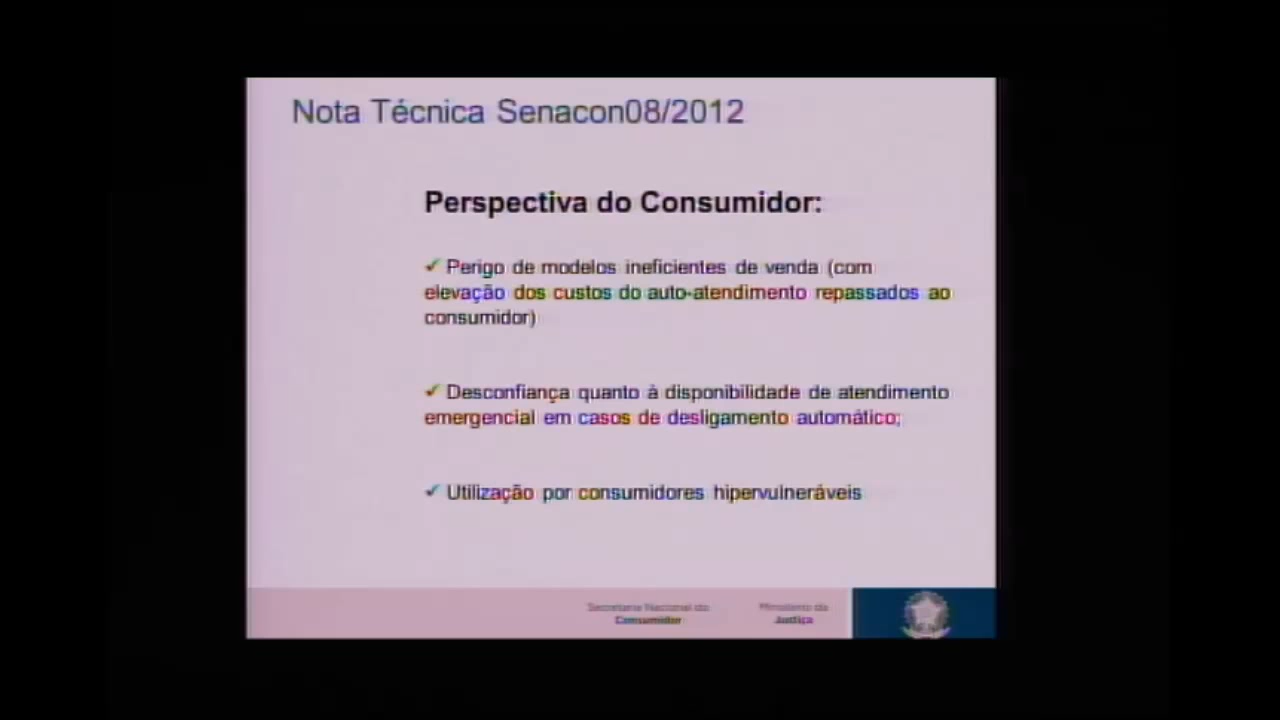 Nota Técnica Senacon08/2012
Perspectiva do Consumidor:
✓ Perigo de modelos ineficientes de venda (com
elevação dos custos do auto-atendimento repassados ao
consumidor)
✓ Desconfiança quanto à disponibilidade de atendimento
emergencial em casos de desligamento automático;
✓ Utilização por consumidores hipervulneráveis
Secretaria Nacional do
Consumidor
Ministério da
Justiça